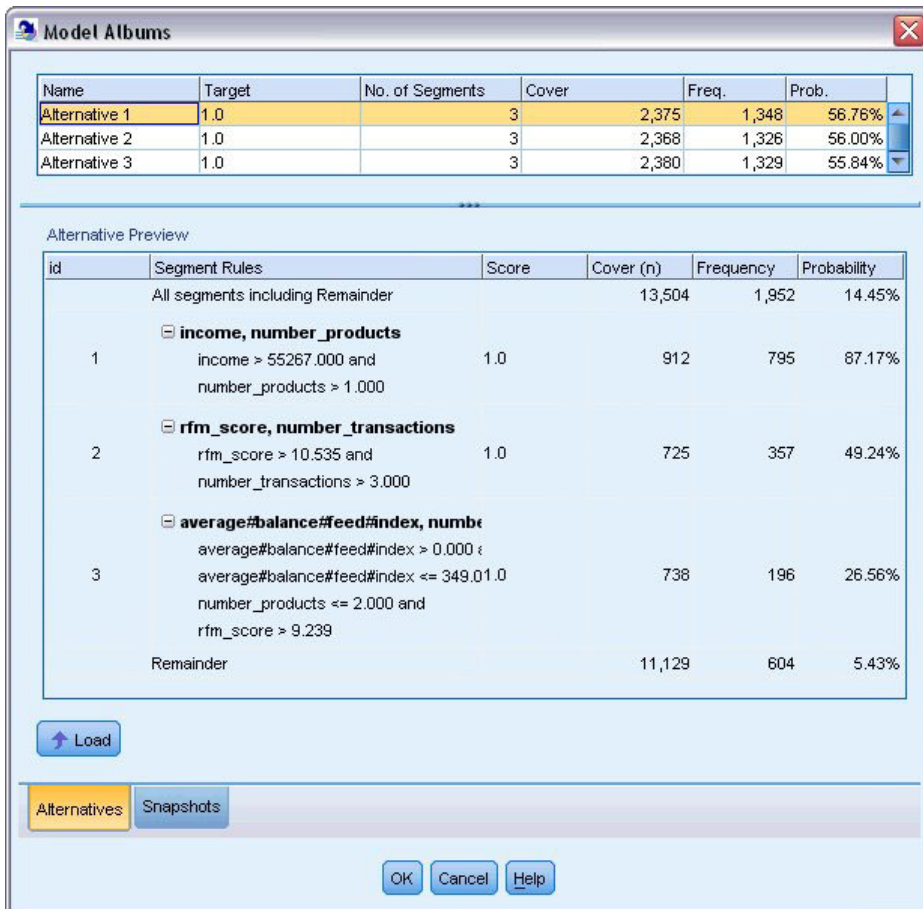 Model Albums
Name Target No. of Segments Cover Freq. Prob.
Alternative 1 1.0 3 2,375 1,348 56.76%
Alternative 2 1.0 3 2,368 1,326 56.00%
Alternative 3 1.0 3 2,380 1,329 55.84%
Alternative Preview
id Segment Rules Score Cover (n) Frequency Probability
All segments including Remainder 13,504 1,952 14.45%
income, number_products
1 income > 55267.000 and 1.0 912 795 87.17%
number_products > 1.000
rfm_score, number_transactions
2 rfm_score > 10.535 and 1.0 725 357 49.24%
number_transactions > 3.000
average#balance#feed#index, numbe
average#balance#feed#index > 0.000 a
3 average#balance#feed#index <= 349.0 1.0 738 196 26.56%
number_products <= 2.000 and
rfm_score > 9.239
Remainder 11,129 604 5.43%
Load
Alternatives Snapshots
OK Cancel Help